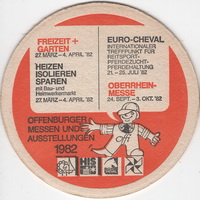 FREIZEIT +
GARTEN
27. MÄRZ - 4. APRIL '82
HEIZEN
ISOLIEREN
SPAREN
mit Bau- und
Heimwerkermarkt
27. MÄRZ - 4. APRIL '82
EURO-CHEVAL
INTERNATIONALER
TREFFPUNKT FÜR
REITSPORT-
PFERDEZUCHT-
PFERDEHALTUNG
21. - 25. JULI '82
OBERRHEIN-
MESSE
24. SEPT. - 3. OKT. '82
OFFENBURGER
MESSEN UND
AUSSTELLUNGEN
1982
Offi
HIS